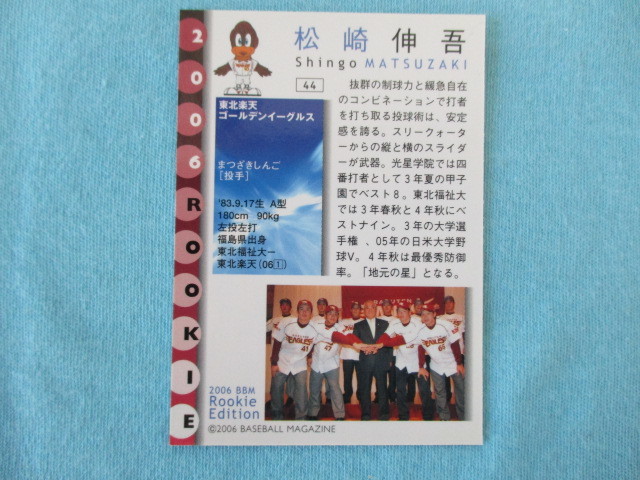 2006 ROOKIE
松崎 伸吾
Shingo MATSUZAKI
44
東北楽天
ゴールデンイーグルス
まつざきしんご
[投手]
'83.9.17生 A型
180cm 90kg
左投左打
福島県出身
東北福祉大ー
東北楽天(06①)
抜群の制球力と緩急自在
のコンビネーションで打者
を打ち取る投球術は、安定
感を誇る。スリークォータ
ーからの縦と横のスライダ
ーが武器。光星学院では四
番打者として3年夏の甲子
園でベスト8。東北福祉大
では3年春秋と4年秋にベ
ストナイン。3年の大学選
手権、05年の日米大学野
球V。4年秋は最優秀防御
率。「地元の星」となる。
2006 BBM
Rookie
Edition
©2006 BASEBALL MAGAZINE